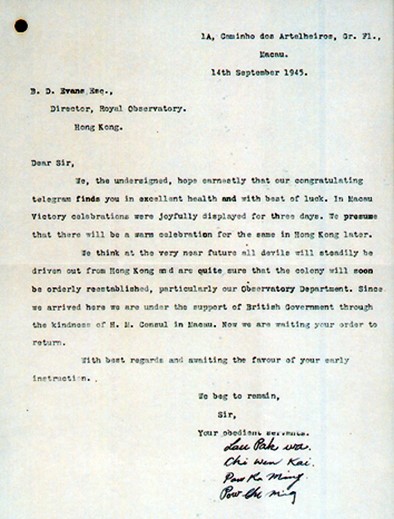 1A, Caminho dos Artelheiros, Gr. Fl.,
Macau.
14th September 1945.
B. D. Evans Esq.,
Director, Royal Observatory.
Hong Kong.
Dear Sir,
We, the undersigned, hope earnestly that our congratulating
telegram finds you in excellent health and with best of luck. In Macau
Victory celebrations were joyfully displayed for three days. We presume
that there will be a warm celebration for the same in Hong Kong later.
We think at the very near future all devils will steadily be
driven out from Hong Kong and are quite sure that the colony will soon
be orderly reestablished, particularly our Observatory Department. Since
we arrived here we are under the support of British Government through
the kindness of H. M. Consul in Macau. Now we are waiting your order to
return.
With best regards and awaiting the favour of your early
instruction.
We beg to remain,
Sir,
Your obedient servants.
Lau Pak wa.
Chi Wen Kai.
Pow Ka Ming.
Pow Che Ming